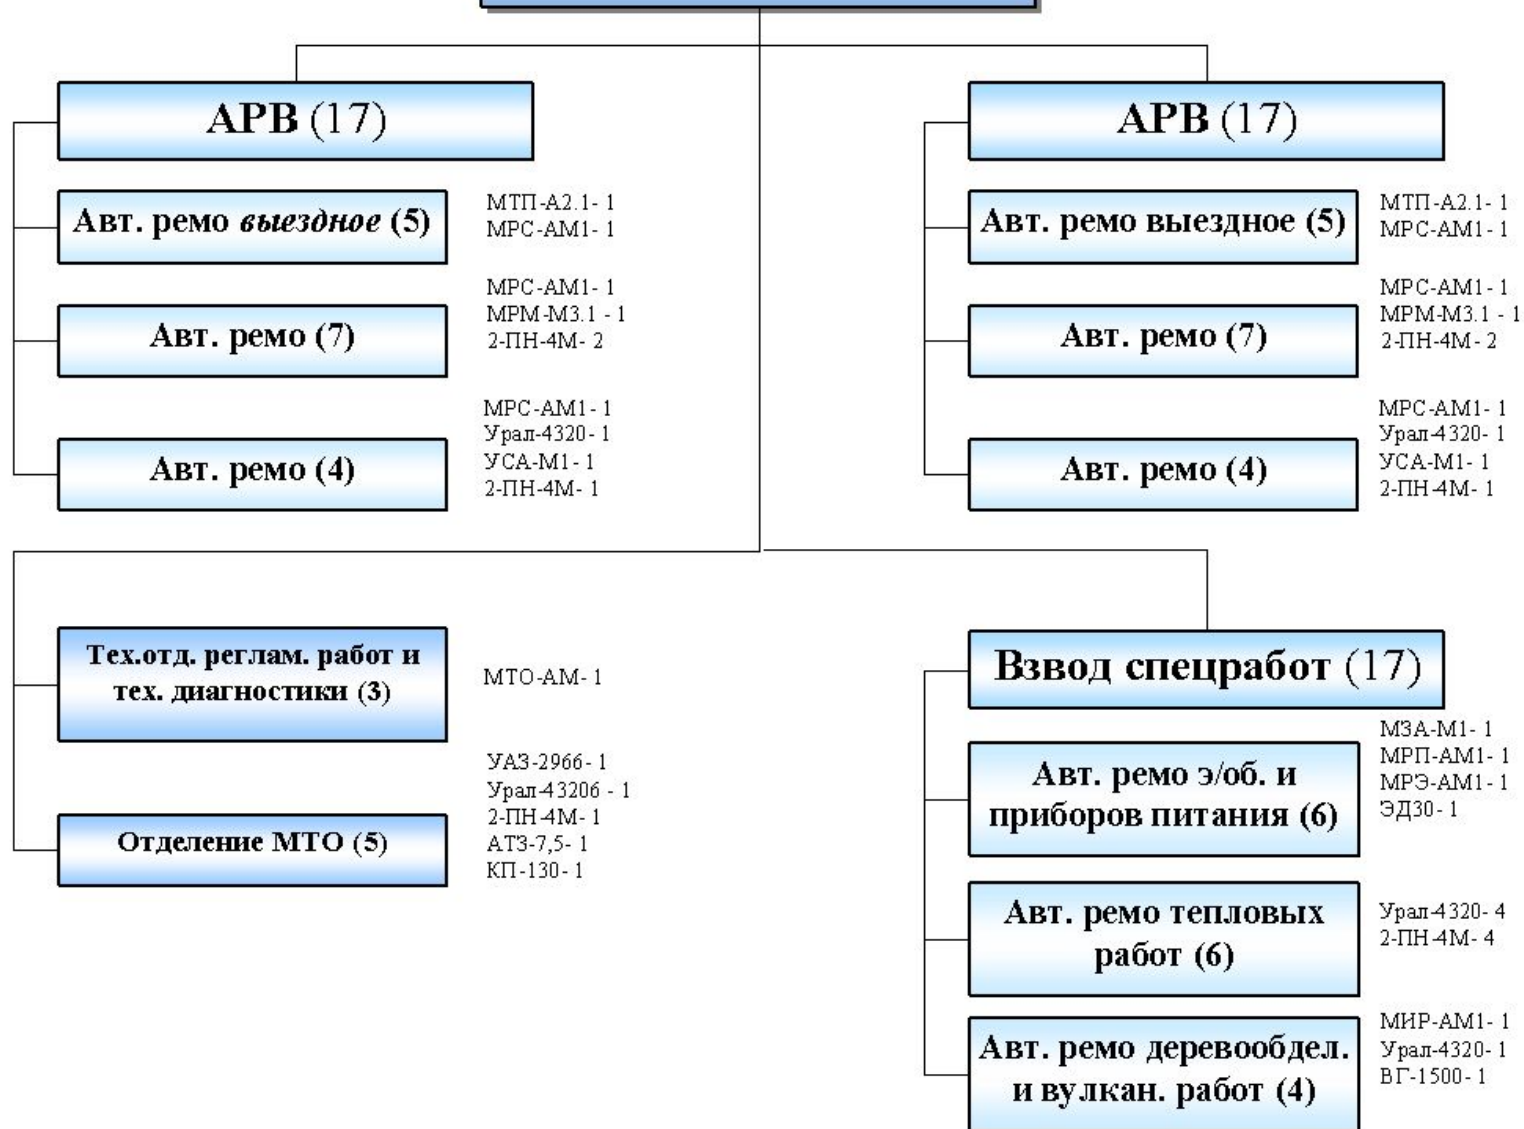 АРВ (17)
Авт. ремо выездное (5)
МТП-А2.1- 1
МРС-АМ1- 1
Авт. ремо (7)
МРС-АМ1- 1
МРМ-М3.1 - 1
2-ПН-4М- 2
Авт. ремо (4)
МРС-АМ1- 1
Урал-4320- 1
УСА-М1- 1
2-ПН-4М- 1
АРВ (17)
Авт. ремо выездное (5)
МТП-А2.1- 1
МРС-АМ1- 1
Авт. ремо (7)
МРС-АМ1- 1
МРМ-М3.1 - 1
2-ПН-4М- 2
Авт. ремо (4)
МРС-АМ1- 1
Урал-4320- 1
УСА-М1- 1
2-ПН-4М- 1
Тех.отд. реглам. работ и
тех. диагностики (3)
МТО-АМ- 1
Отделение МТО (5)
УАЗ-2966- 1
Урал-43206 - 1
2-ПН-4М- 1
АТЗ-7,5- 1
КП-130- 1
Взвод спецработ (17)
Авт. ремо э/об. и
приборов питания (6)
МЗА-М1- 1
МРП-АМ1- 1
МРЭ-АМ1- 1
ЭД30- 1
Авт. ремо тепловых
работ (6)
Урал-4320- 4
2-ПН-4М- 4
Авт. ремо деревообдел.
и вулкан. работ (4)
МИР-АМ1- 1
Урал-4320- 1
ВГ-1500- 1